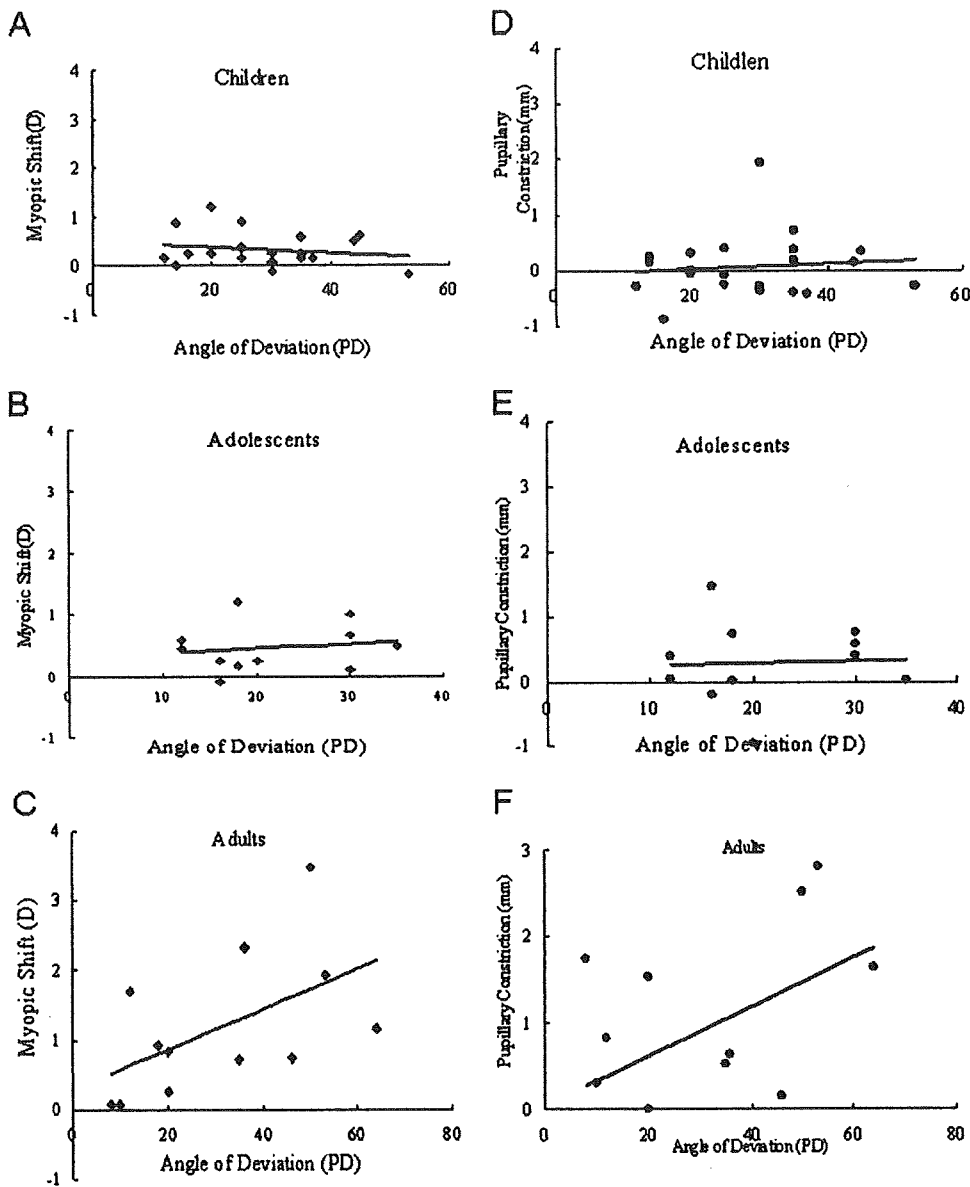 A
Children
Myopic Shift(D)
4
3
2
1
0
-1
0
20
40
60
Angle of Deviation (PD)
D
Childlen
Pupillary
Constriction(mm)
4
3
2
1
0
-1
0
20
40
60
Angle of Deviation (PD)
B
Adolescents
Myopic Shift(D)
4
3
2
1
0
-1
0
10
20
30
40
Angle of Deviation (PD)
E
Adolescents
Pupillary Constriction (mm)
4
3
2
1
0
-1
0
10
20
30
40
Angle of Deviation (PD)
C
Adults
Myopic Shift (D)
4
3
2
1
0
-1
0
20
40
60
80
Angle of Deviation (PD)
F
Adults
Pupillary Constriction (mm)
3
2
1
0
0
20
40
60
80
Angle of Deviation (PD)